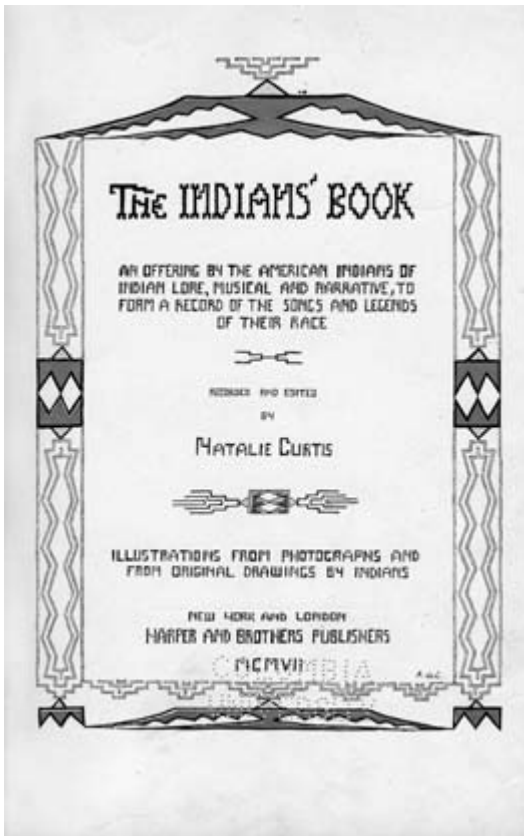 THE INDIANS' BOOK
AN OFFERING BY THE AMERICAN INDIANS OF
INDIAN LORE, MUSICAL AND NARRATIVE, TO
FORM A RECORD OF THE SONGS AND LEGENDS
OF THEIR RACE
RECORDED AND EDITED
BY
NATALIE CURTIS
ILLUSTRATIONS FROM PHOTOGRAPHS AND
FROM ORIGINAL DRAWINGS BY INDIANS
NEW YORK AND LONDON
HARPER AND BROTHERS PUBLISHERS
MCMVII
COLUMBIA
UNIVERSITY